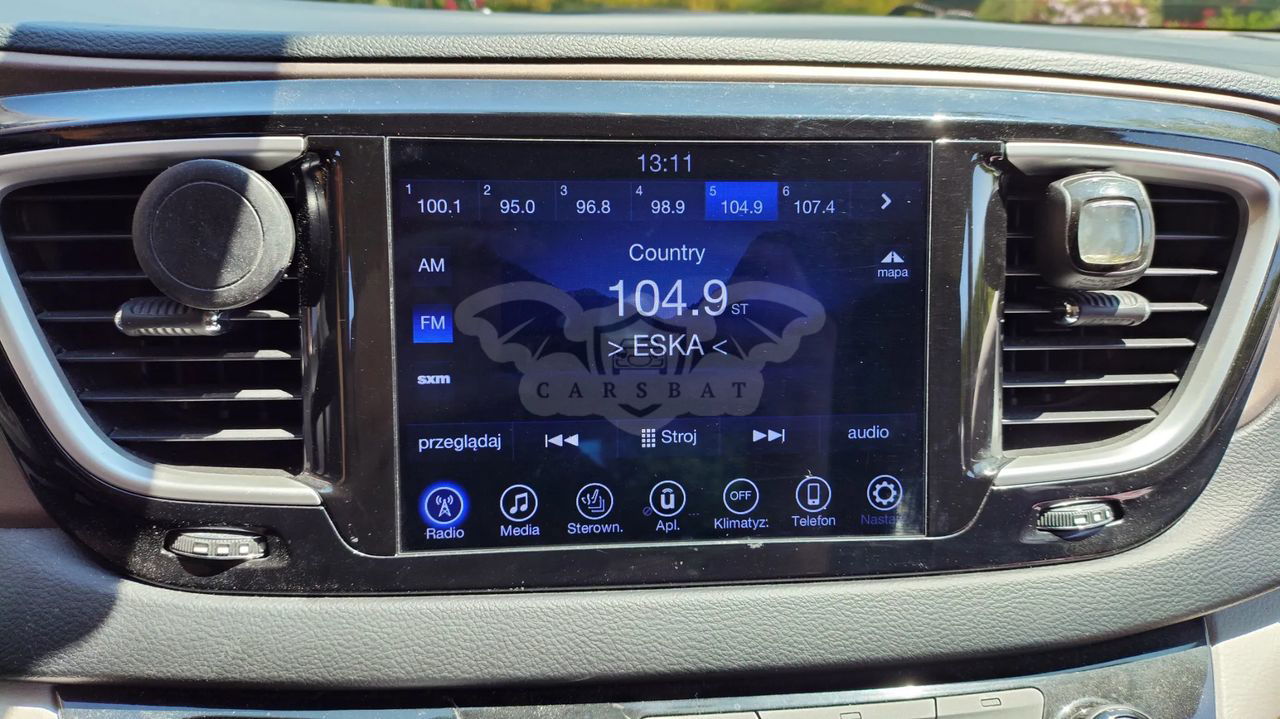 13:11
1 100.1 2 95.0 3 96.8 4 98.9 5 104.9 6 107.4
Country
AM
mapa
104.9 ST
FM
> ESKA <
CARSBAT
sxm
przeglądaj Stroj audio
Radio Media Sterown. Apl. Klimatyz: Telefon
OFF